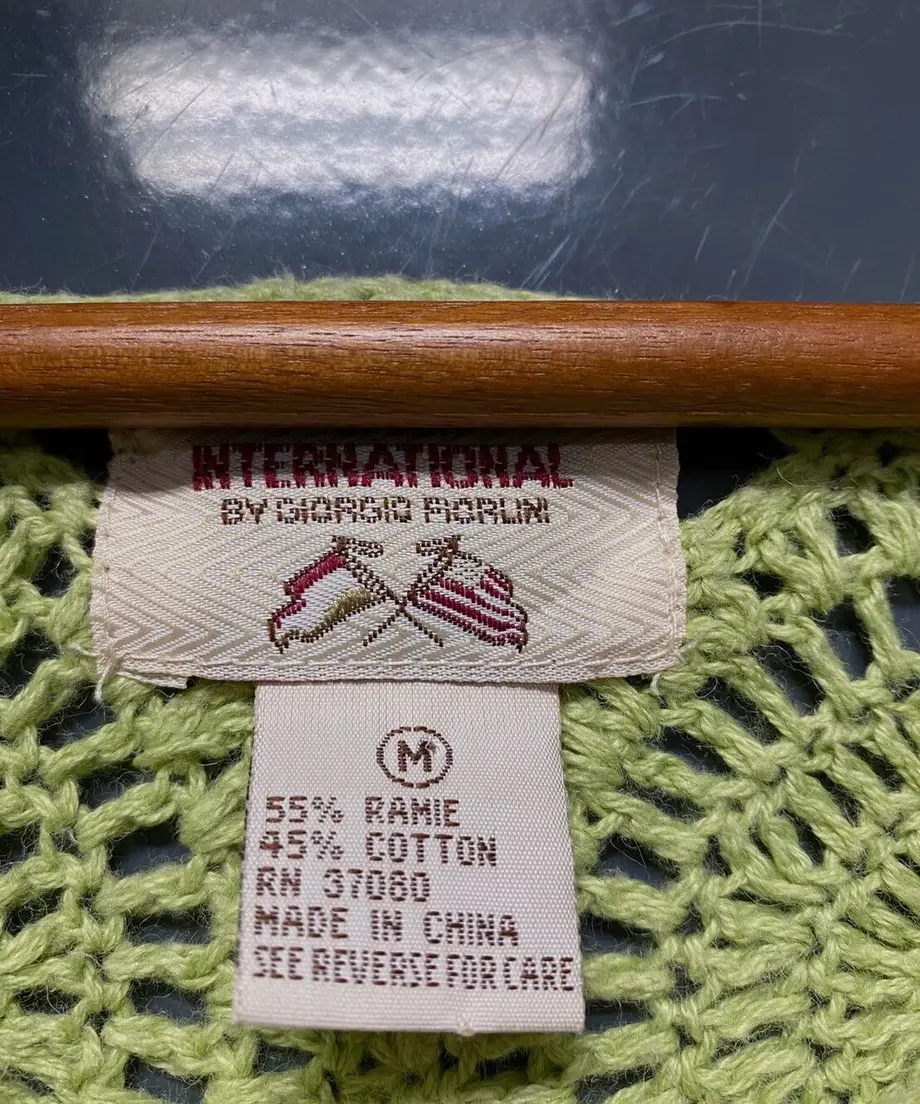 INTERNATIONAL
BY GIORGIO FIORLINI
M
55% RAMIE
45% COTTON
RN 37080
MADE IN CHINA
SEE REVERSE FOR CARE